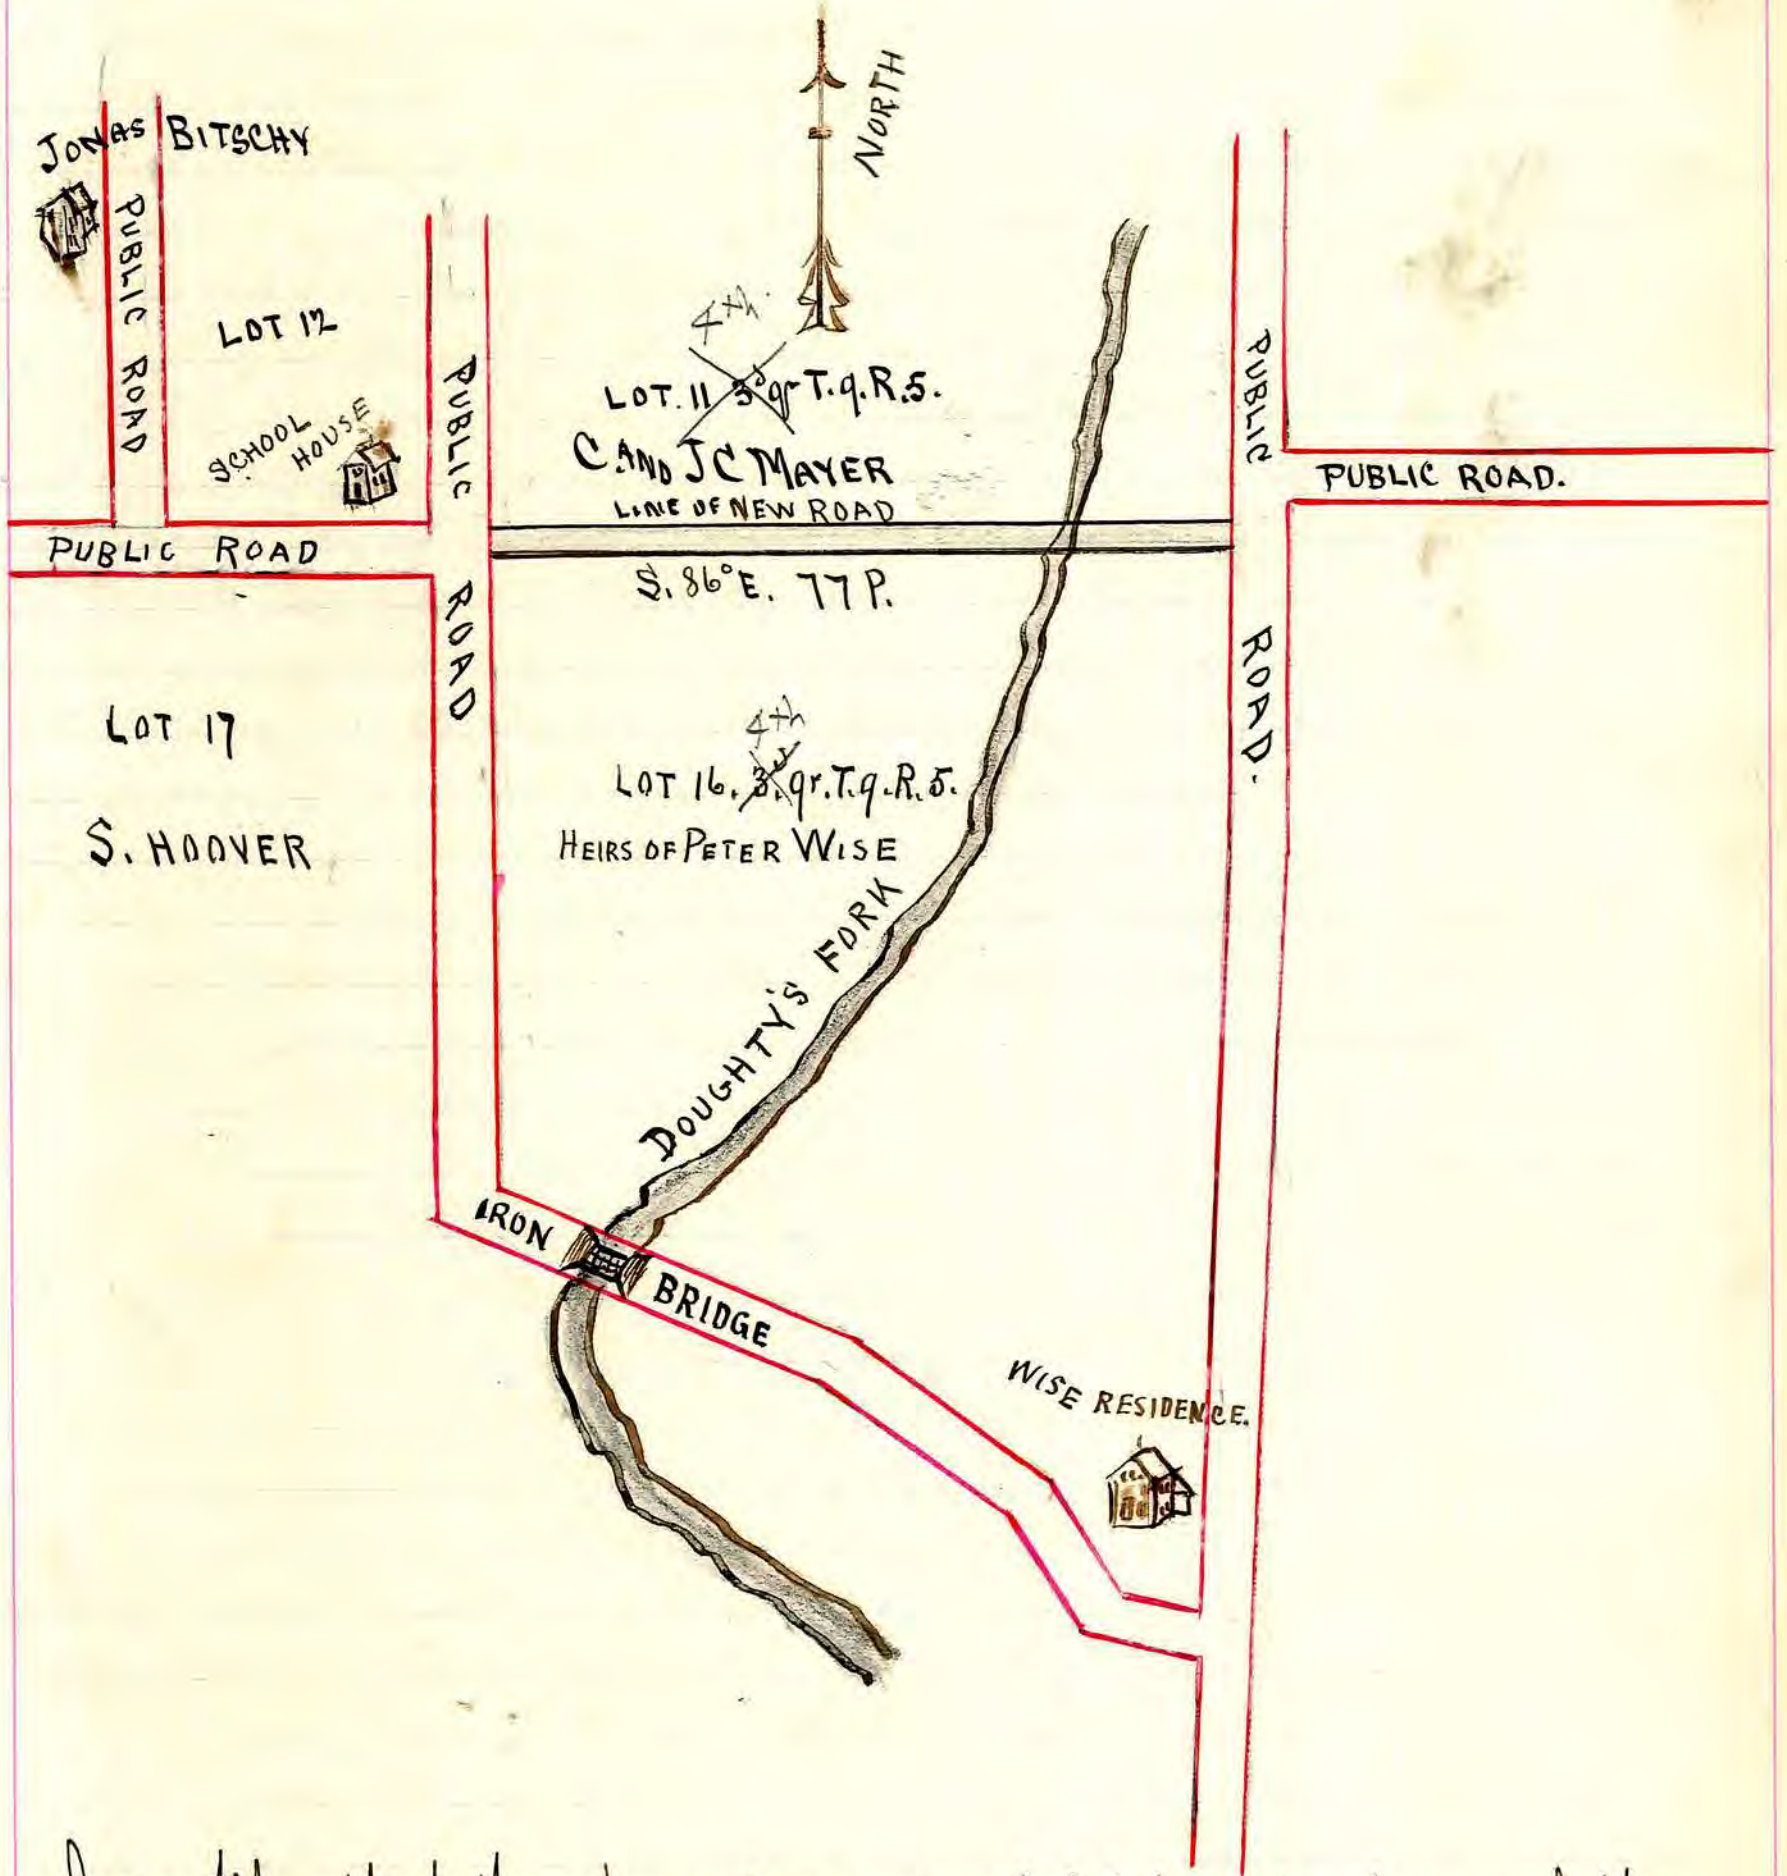 NORTH
JONAS BITSCHY
PUBLIC ROAD
LOT 12
SCHOOL
HOUSE
PUBLIC ROAD
PUBLIC ROAD
4th
LOT. 11 3d qr T. 9. R. 5.
C. AND J C MAYER
LINE OF NEW ROAD
S. 86° E. 77 P.
PUBLIC ROAD.
PUBLIC ROAD.
LOT 17
S. HOOVER
4th
LOT 16. 3d. qr. T. 9. R. 5.
HEIRS OF PETER WISE
DOUGHTY'S FORK
IRON BRIDGE
WISE RESIDENCE.